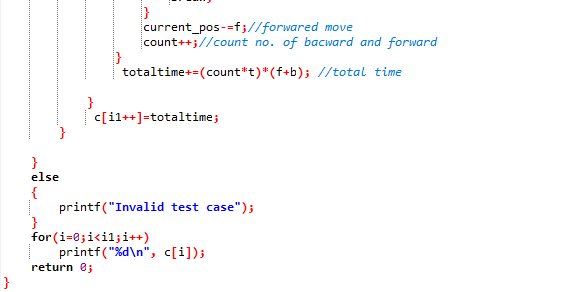 }
current_pos-=f;//forwared move
count++;//count no. of bacward and forward
}
totaltime+=(count*t)*(f+b); //total time
}
c[i1++]=totaltime;
}
}
else
{
printf("Invalid test case");
}
for(i=0;i<i1;i++)
printf("%d\n", c[i]);
return 0;
}